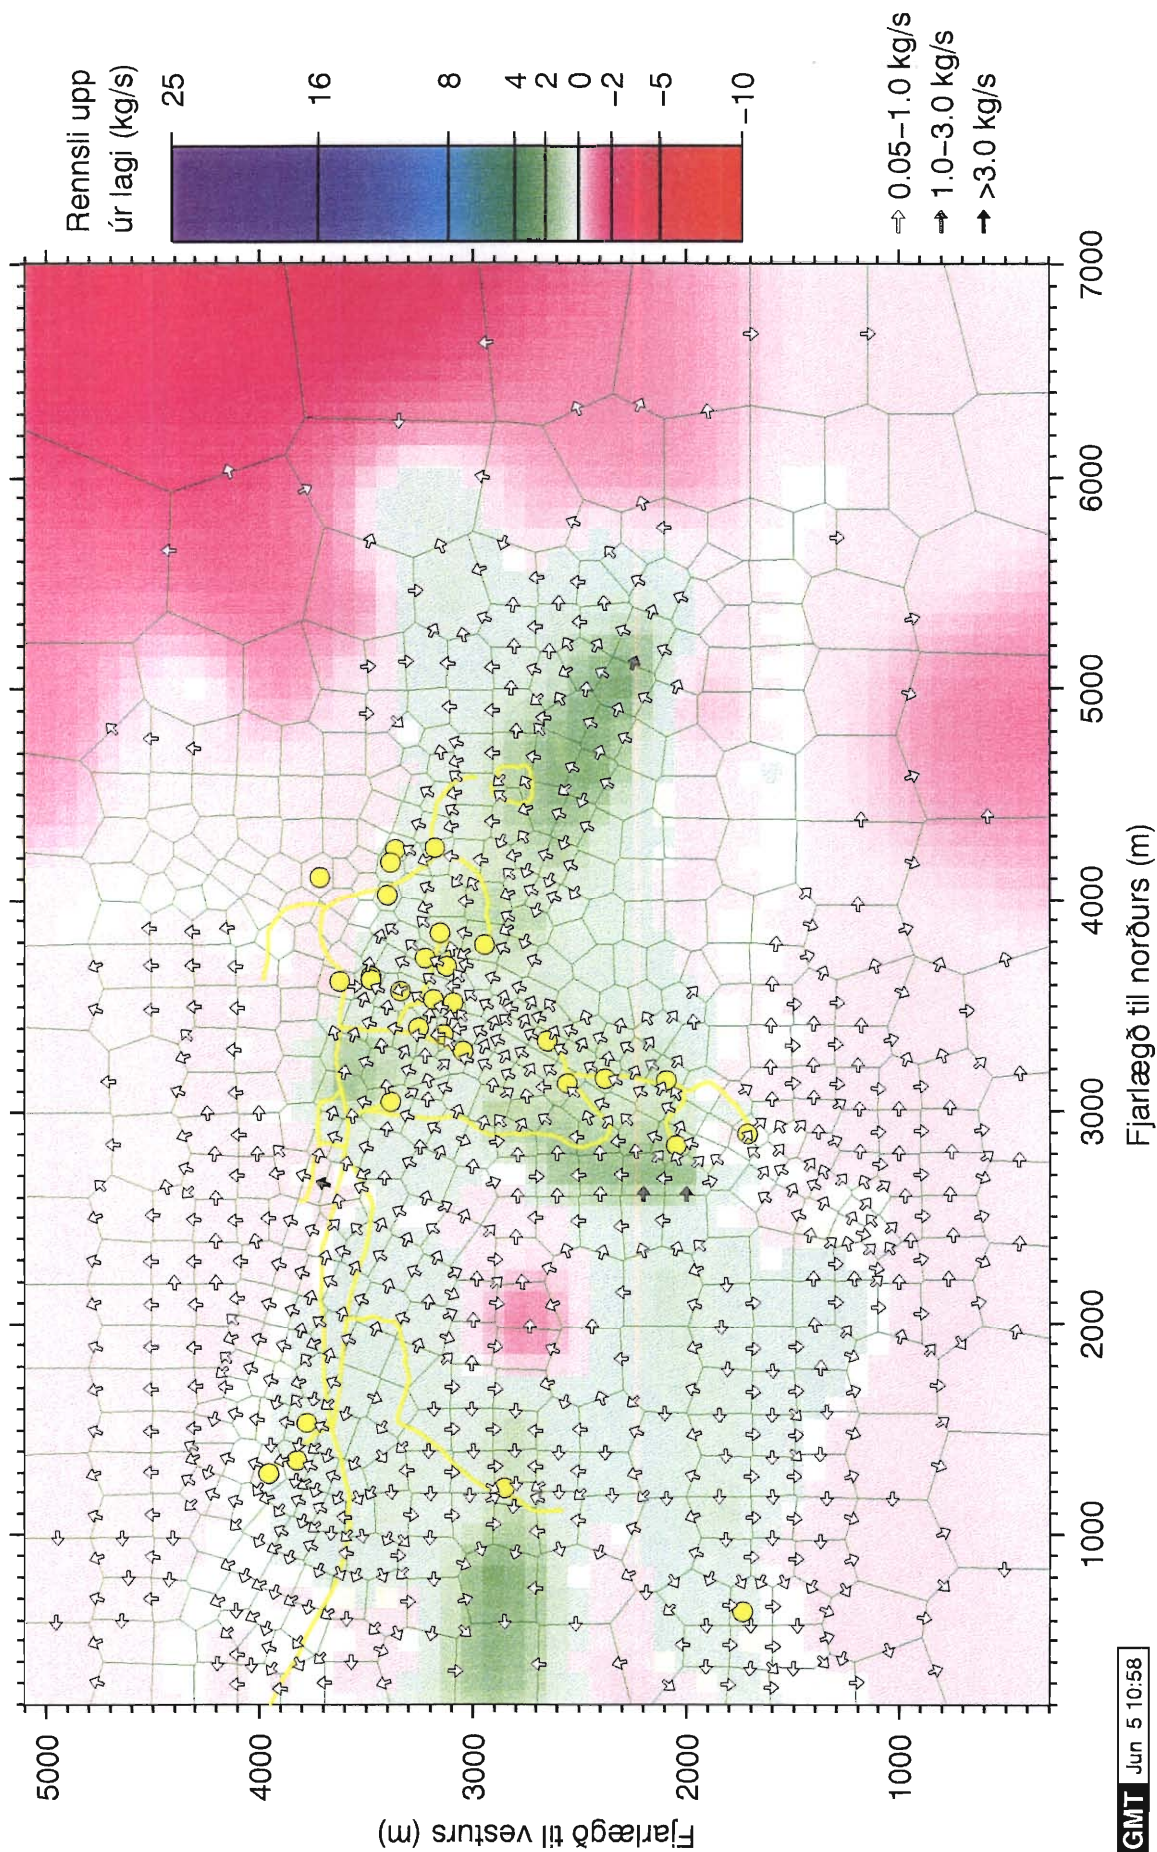 Rennsli upp
úr lagi (kg/s)
25
16
8
4
2
0
−2
−5
−10
0.05−1.0 kg/s
1.0−3.0 kg/s
>3.0 kg/s
5000
4000
3000
2000
1000
Fjarlægð til vesturs (m)
1000
2000
3000
4000
5000
6000
7000
Fjarlægð til norðurs (m)
GMT Jun 5 10:58